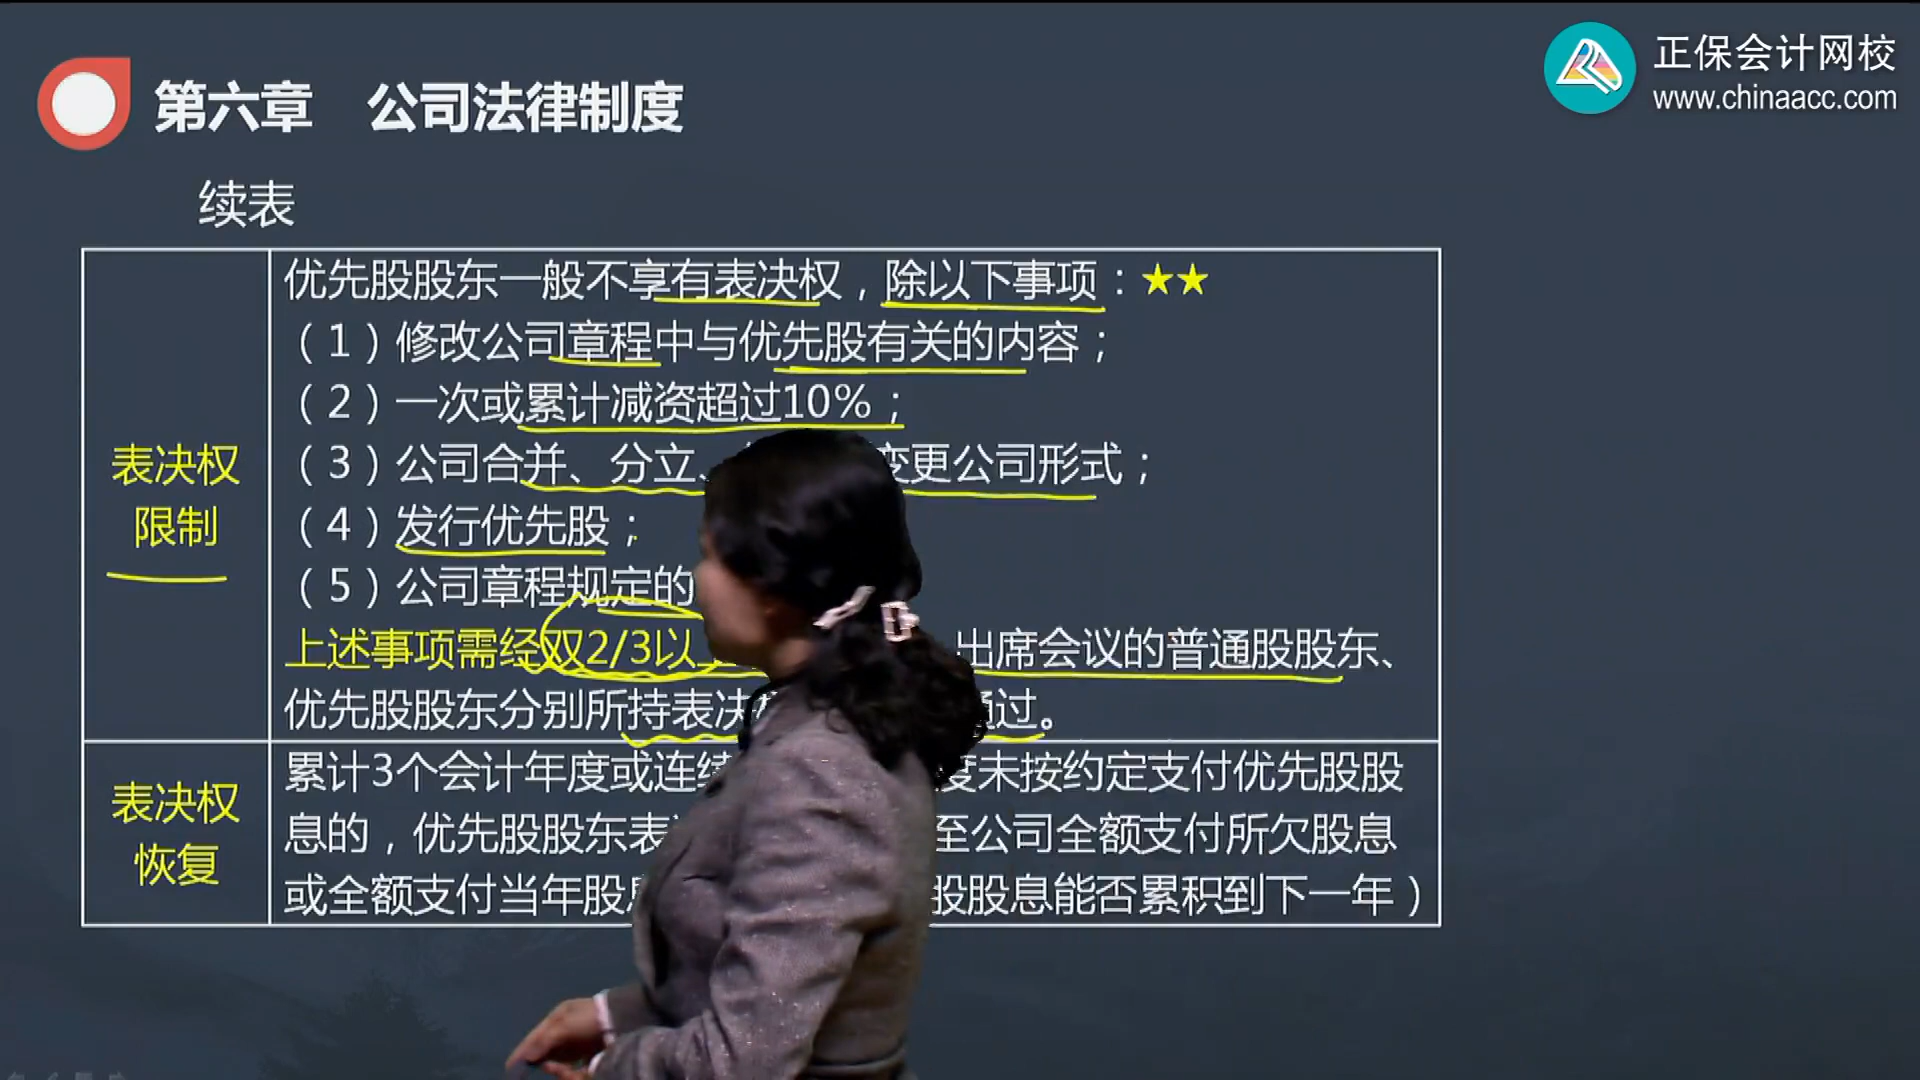 正保会计网校
www.chinaacc.com
第六章 公司法律制度
续表
表决权
限制
优先股股东一般不享有表决权，除以下事项：★★
（1）修改公司章程中与优先股有关的内容；
（2）一次或累计减资超过10%；
（3）公司合并、分立、变更公司形式；
（4）发行优先股；
（5）公司章程规定的
上述事项需经双2/3以上 出席会议的普通股股东、
优先股股东分别所持表决 通过。
表决权
恢复
累计3个会计年度或连续 度未按约定支付优先股股
息的，优先股股东表 至公司全额支付所欠股息
或全额支付当年股 股股息能否累积到下一年）